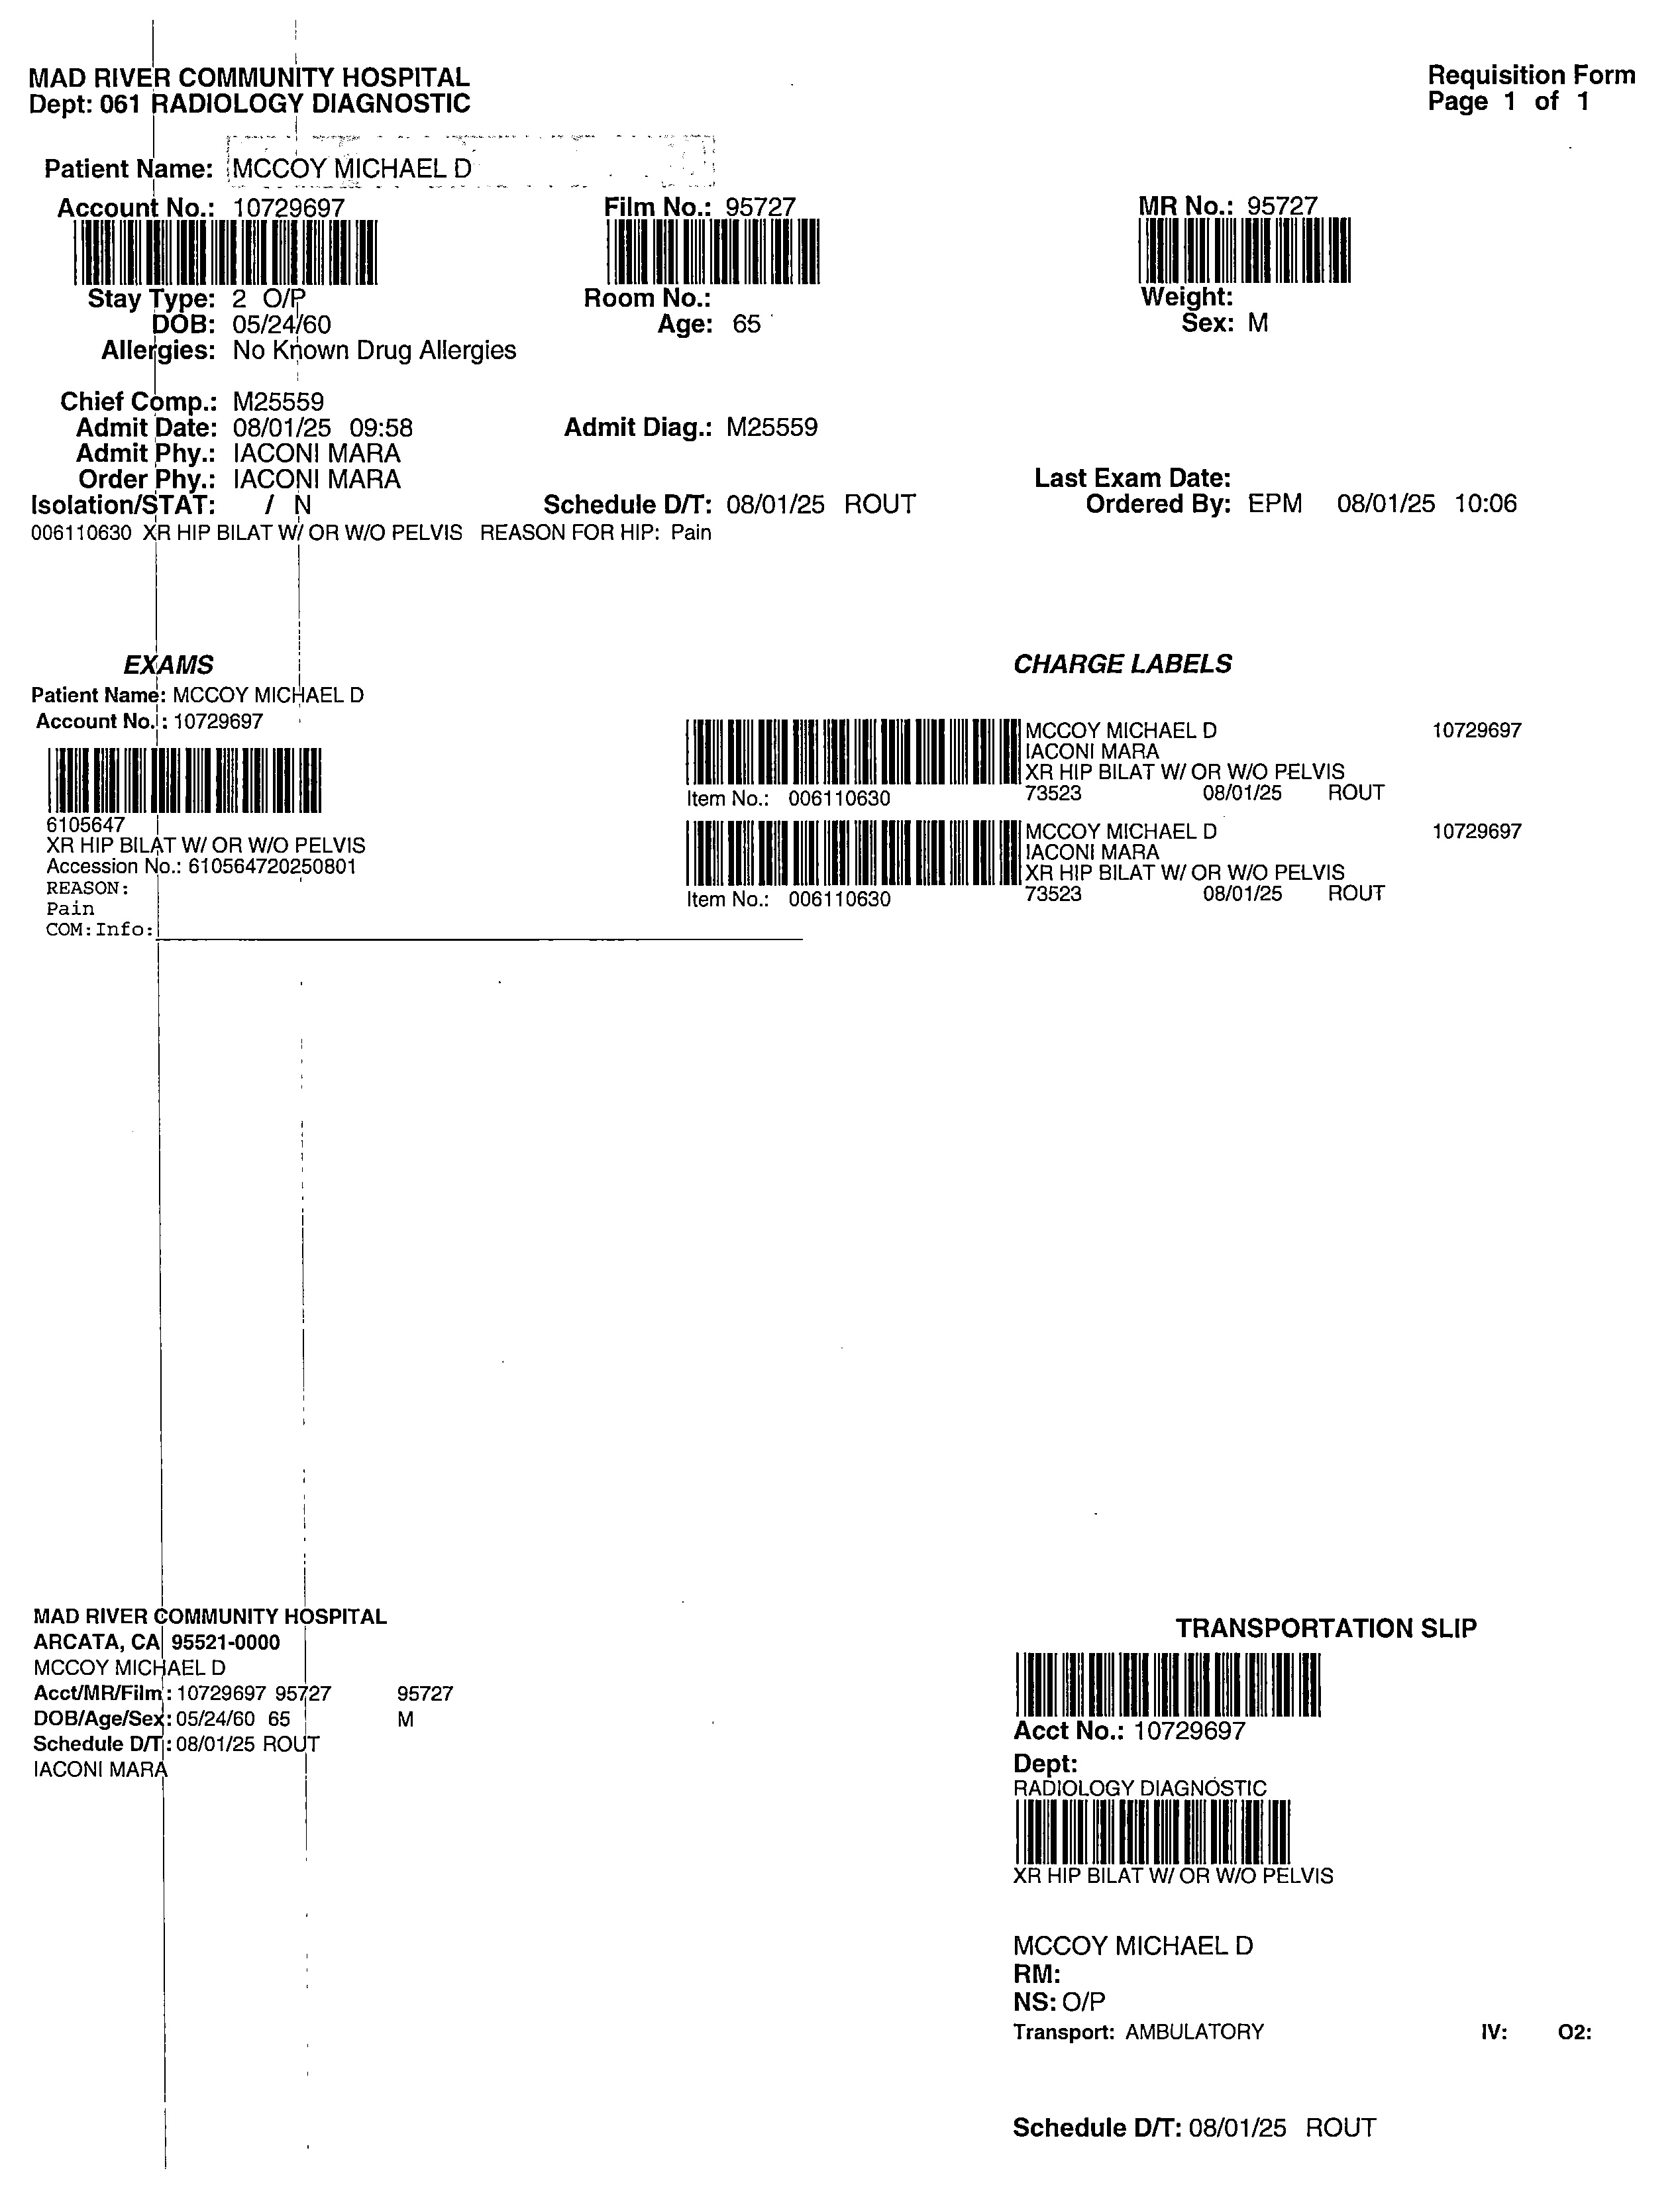 MAD RIVER COMMUNITY HOSPITAL
Dept: 061 RADIOLOGY DIAGNOSTIC
Requisition Form
Page 1 of 1
Patient Name: MCCOY MICHAEL D
Account No.: 10729697 Film No.: 95727 MR No.: 95727
Stay Type: 2 O/P Room No.: Weight:
DOB: 05/24/60 Age: 65 Sex: M
Allergies: No Known Drug Allergies
Chief Comp.: M25559
Admit Date: 08/01/25 09:58 Admit Diag.: M25559
Admit Phy.: IACONI MARA
Order Phy.: IACONI MARA Last Exam Date:
Isolation/STAT: / N Schedule D/T: 08/01/25 ROUT Ordered By: EPM 08/01/25 10:06
006110630 XR HIP BILAT W/ OR W/O PELVIS REASON FOR HIP: Pain
EXAMS
Patient Name: MCCOY MICHAEL D
Account No.: 10729697
6105647
XR HIP BILAT W/ OR W/O PELVIS
Accession No.: 610564720250801
REASON:
Pain
COM:Info:
CHARGE LABELS
MCCOY MICHAEL D 10729697
IACONI MARA
XR HIP BILAT W/ OR W/O PELVIS
Item No.: 006110630 73523 08/01/25 ROUT
MCCOY MICHAEL D 10729697
IACONI MARA
XR HIP BILAT W/ OR W/O PELVIS
Item No.: 006110630 73523 08/01/25 ROUT
MAD RIVER COMMUNITY HOSPITAL
ARCATA, CA 95521-0000
MCCOY MICHAEL D
Acct/MR/Film: 10729697 95727 95727
DOB/Age/Sex: 05/24/60 65 M
Schedule D/T: 08/01/25 ROUT
IACONI MARA
TRANSPORTATION SLIP
Acct No.: 10729697
Dept:
RADIOLOGY DIAGNOSTIC
XR HIP BILAT W/ OR W/O PELVIS
MCCOY MICHAEL D
RM:
NS: O/P
Transport: AMBULATORY IV: O2:
Schedule D/T: 08/01/25 ROUT